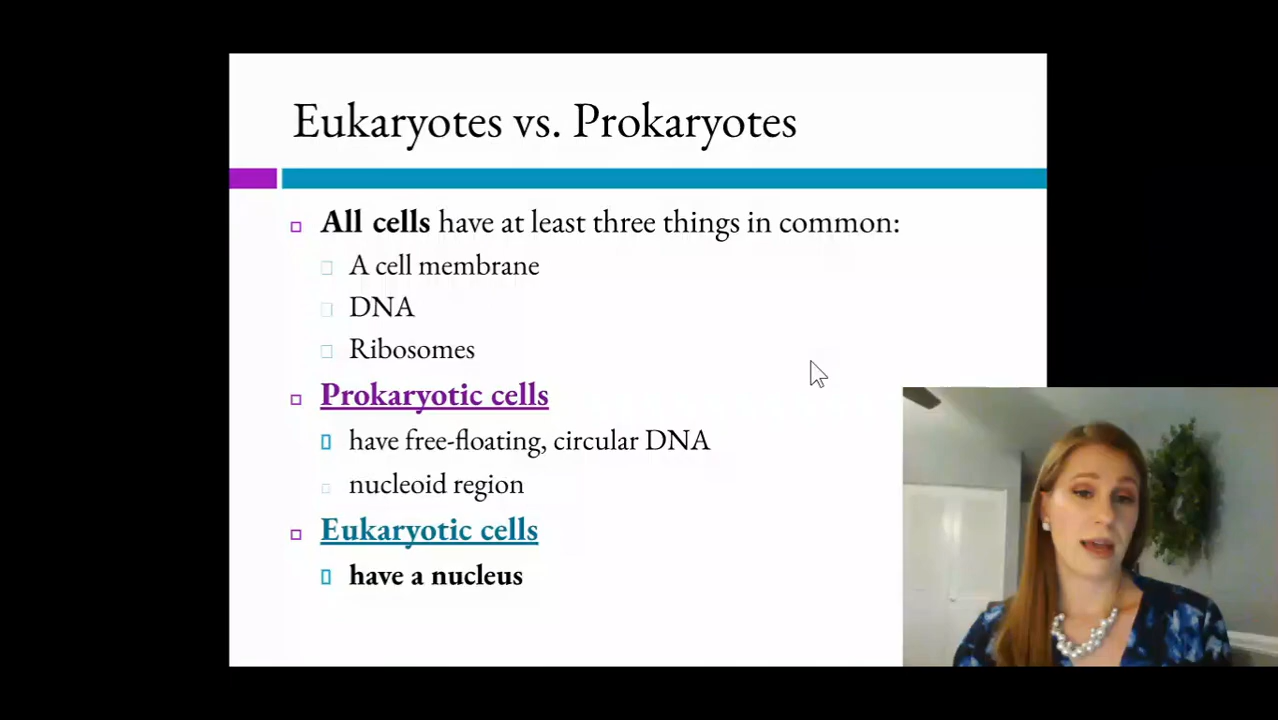 Eukaryotes vs. Prokaryotes
All cells have at least three things in common:
A cell membrane
DNA
Ribosomes
Prokaryotic cells
have free-floating, circular DNA
nucleoid region
Eukaryotic cells
have a nucleus